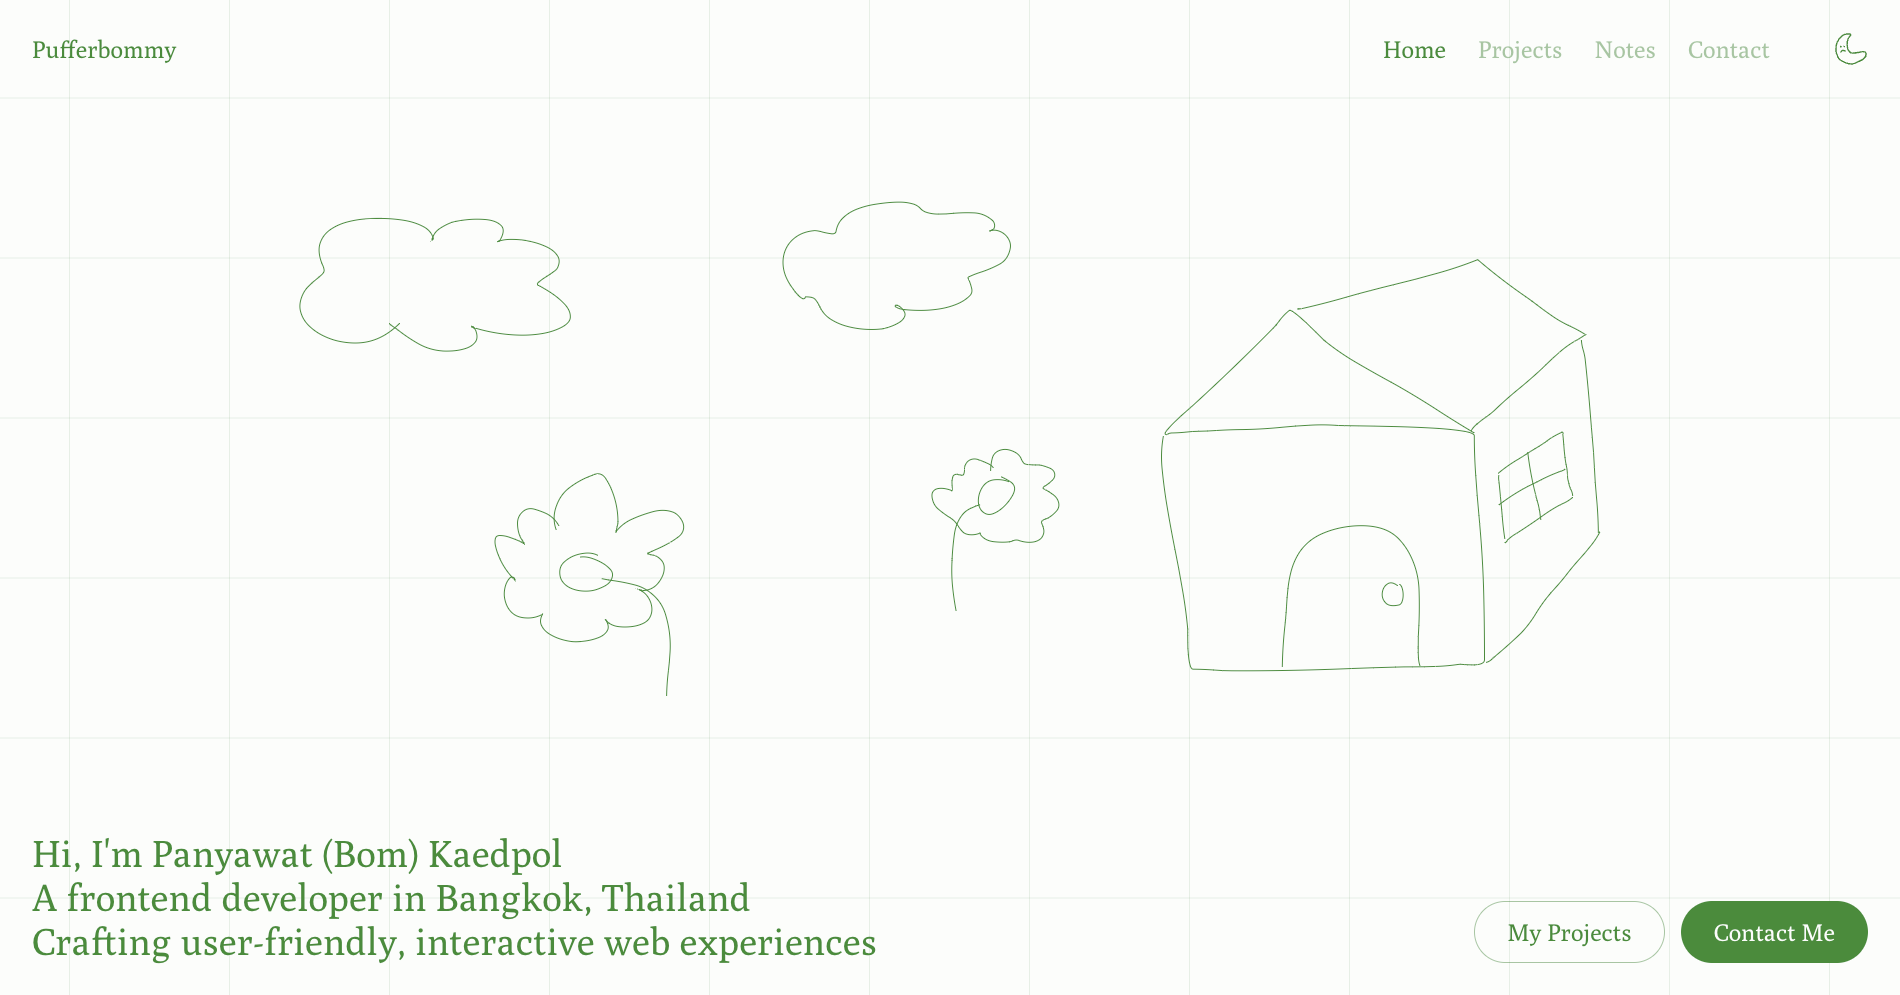 Pufferbommy
Home Projects Notes Contact
Hi, I'm Panyawat (Bom) Kaedpol
A frontend developer in Bangkok, Thailand
Crafting user-friendly, interactive web experiences
My Projects Contact Me